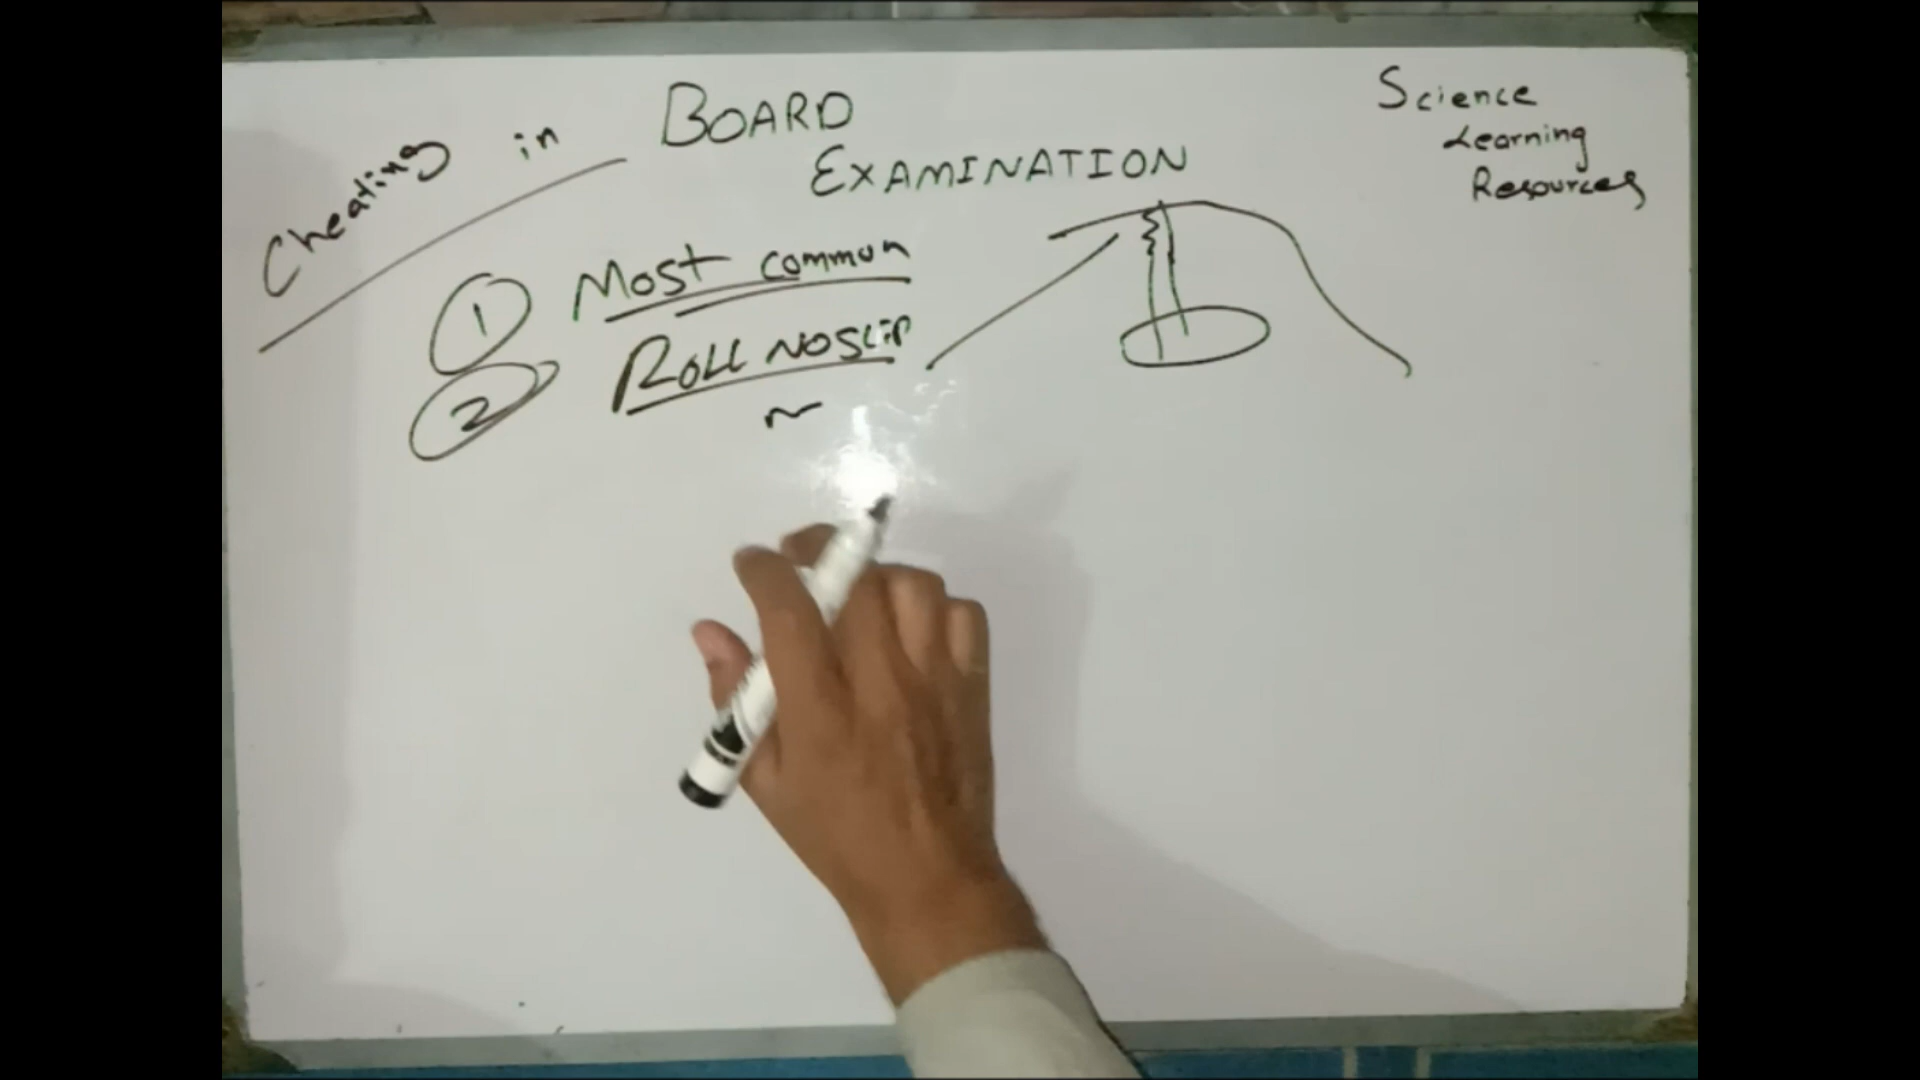 Cheating in BOARD
EXAMINATION
Science
Learning
Resources
1 Most common
2 ROLL NO SLIP